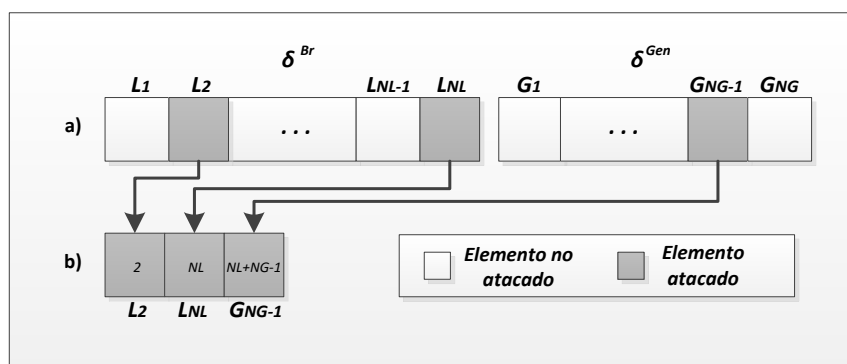 δ Br δ Gen
L1 L2 LNL-1 LNL G1 GNG-1 GNG
a) . . . . . .
b) 2 NL NL+NG-1
L2 LNL GNG-1
Elemento no atacado
Elemento atacado